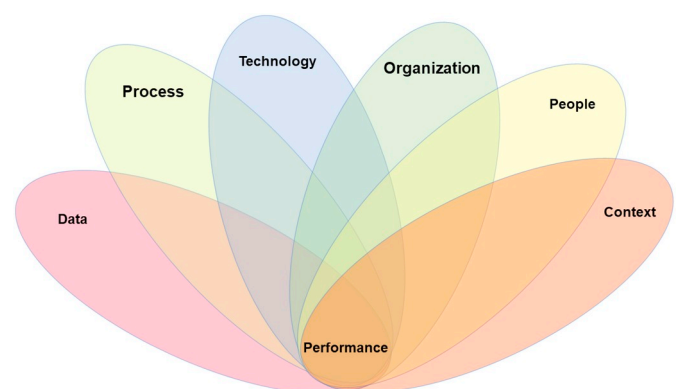 Technology
Organization
Process
People
Data
Context
Performance